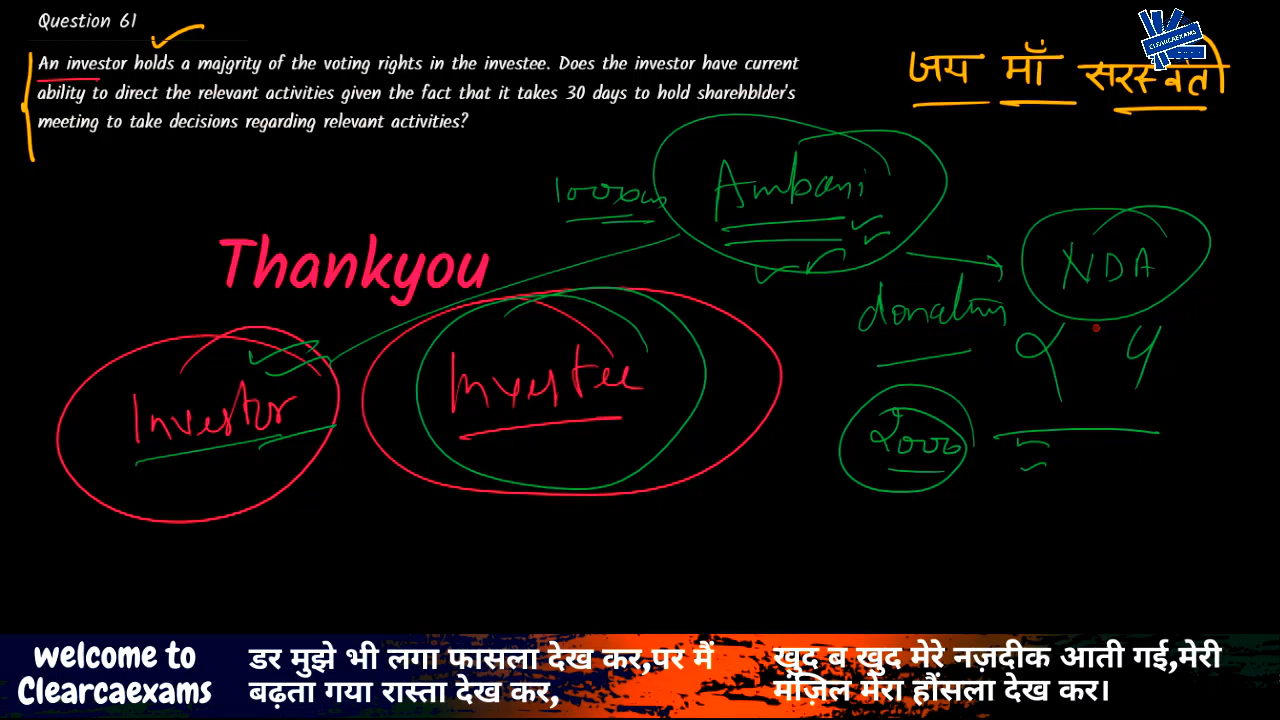 Question 61
An investor holds a majority of the voting rights in the investee. Does the investor have current
ability to direct the relevant activities given the fact that it takes 30 days to hold sharehblder's
meeting to take decisions regarding relevant activities?
जय माँ सरस्वती
CLEARCAEXAMS
Ambani
Thankyou
NDA
donation
Investee
Investor
2000
welcome to
Clearcaexams
डर मुझे भी लगा फासला देख कर,पर मैं
बढ़ता गया रास्ता देख कर,
खुद ब खुद मेरे नज़दीक आती गई,मेरी
मंज़िल मेरा हौंसला देख कर।